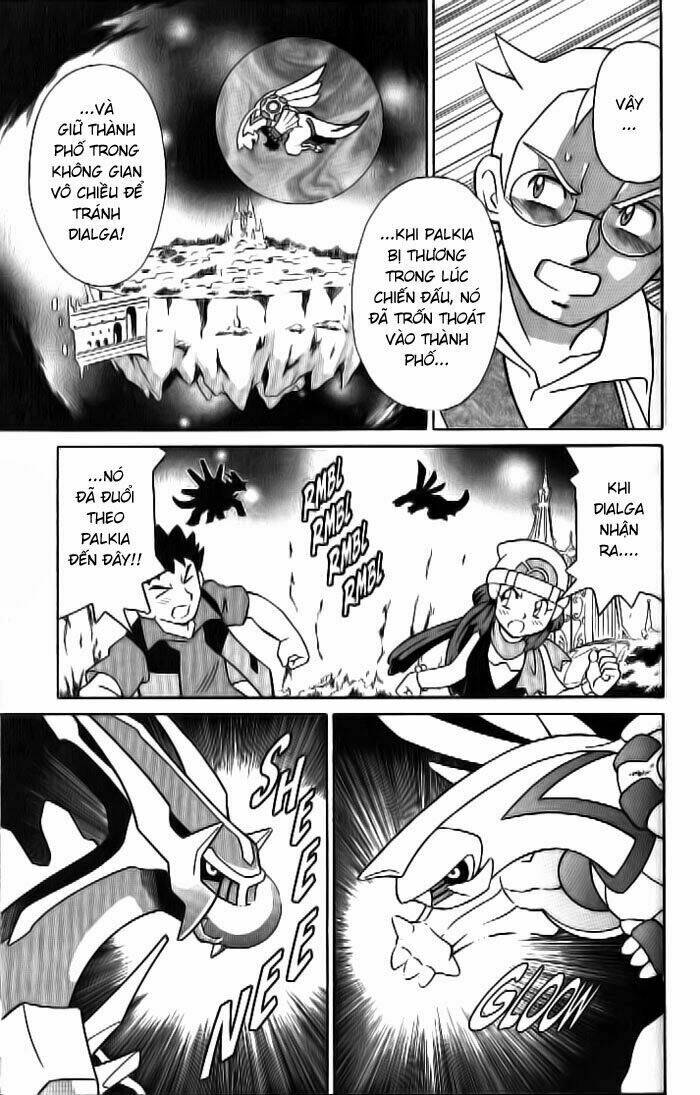 VẬY
...
...KHI PALKIA
BỊ THƯƠNG
TRONG LÚC
CHIẾN ĐẤU, NÓ
ĐÃ TRỐN THOÁT
VÀO THÀNH
PHỐ...
...VÀ
GIỮ THÀNH
PHỐ TRONG
KHÔNG GIAN
VÔ CHIỀU ĐỂ
TRÁNH
DIALGA!
KHI
DIALGA
NHẬN
RA....
RMBL
RMBL
RMBL
RMBL
...NÓ
ĐÃ ĐUỔI
THEO
PALKIA
ĐẾN ĐÂY!!
GLOOW
SHEEEE
NEE